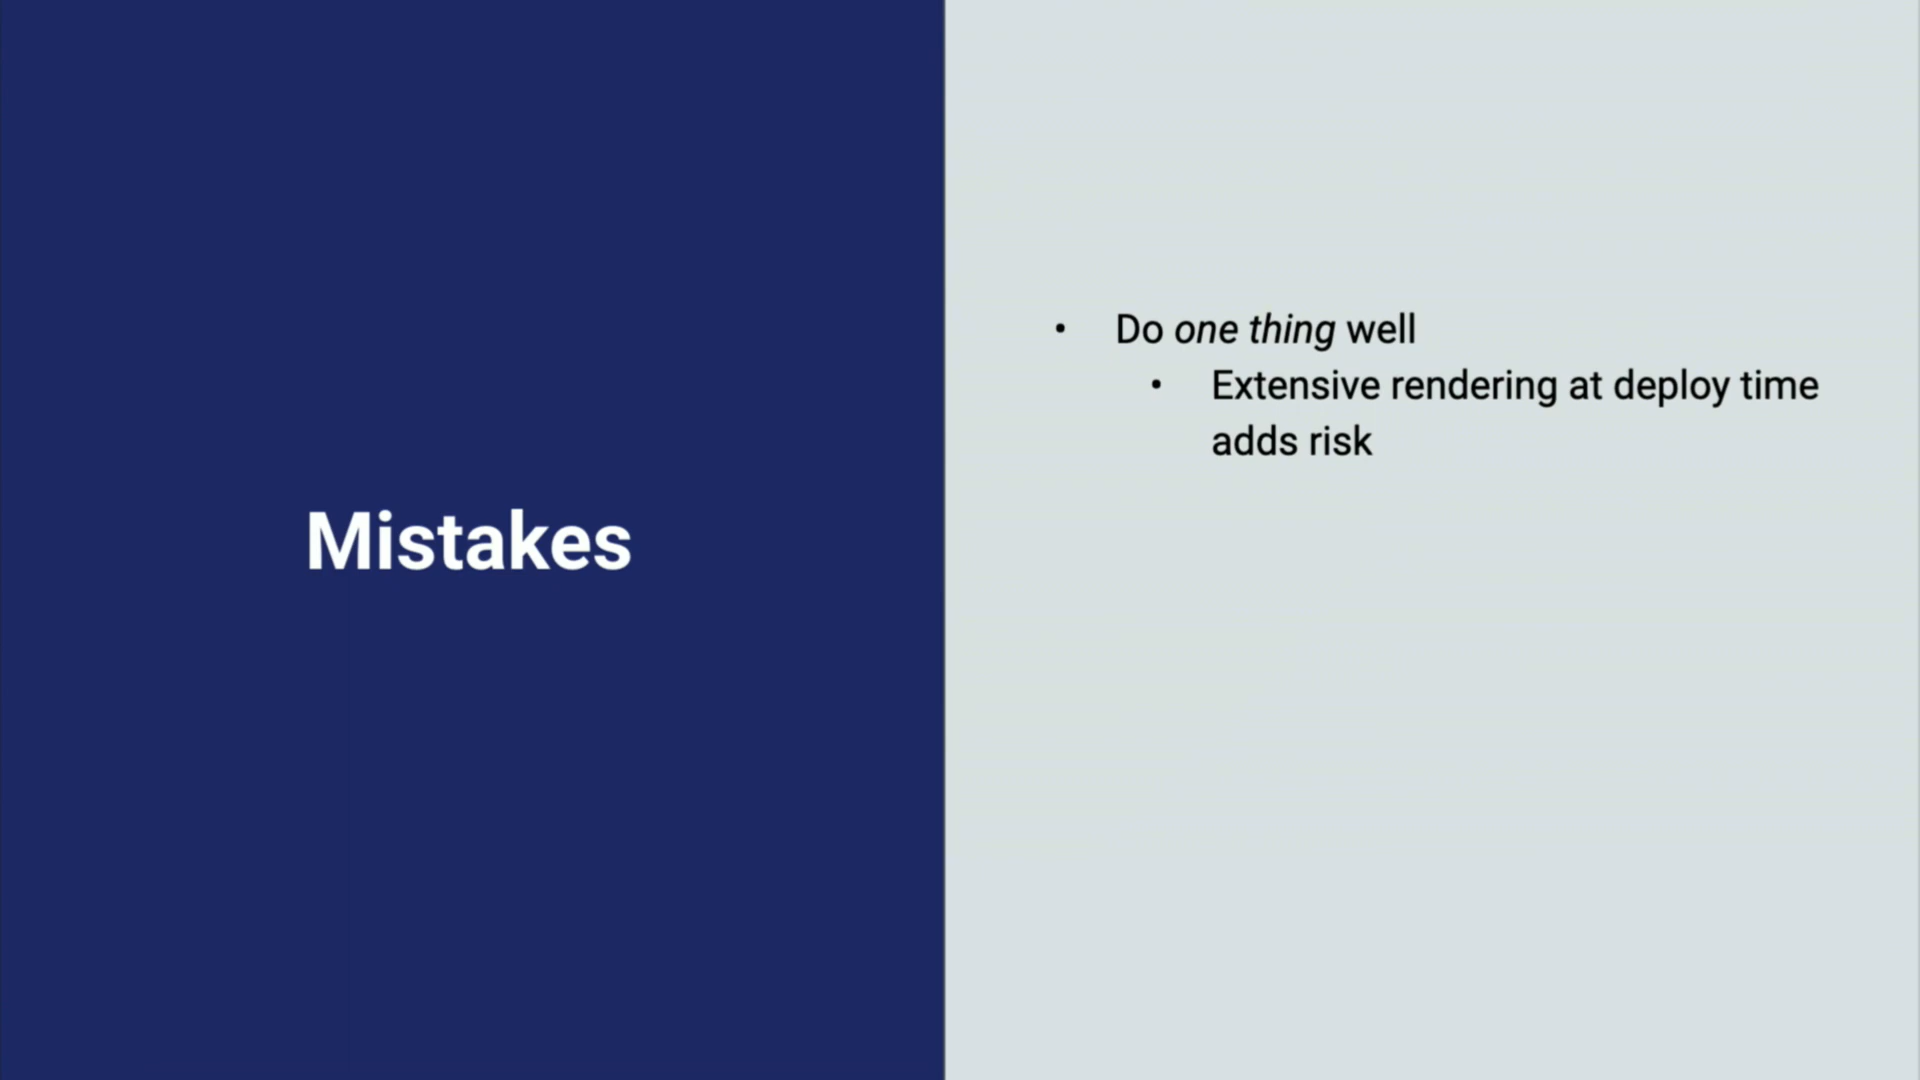 Mistakes
• Do one thing well
• Extensive rendering at deploy time
adds risk